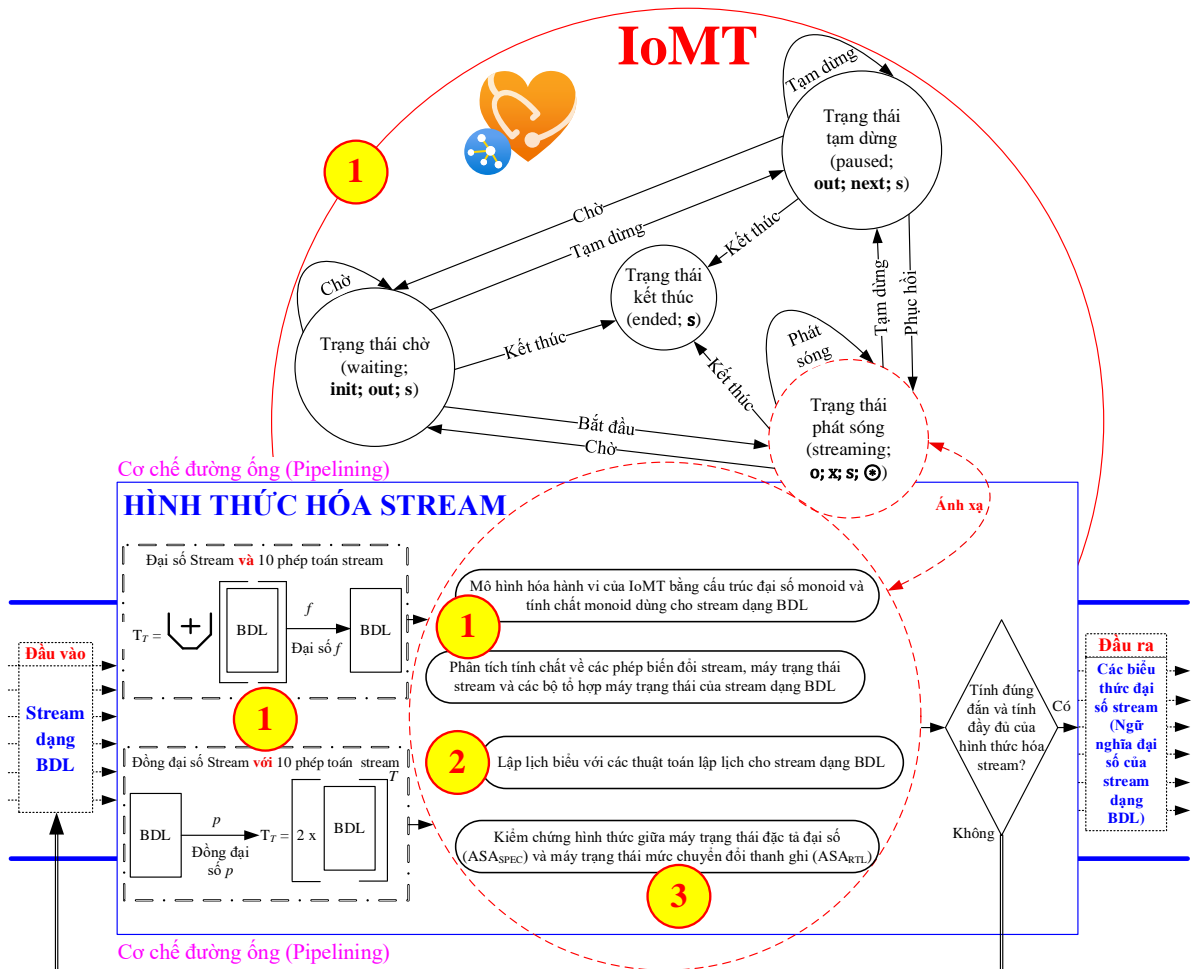 IoMT
1
Tạm dừng
Trạng thái
tạm dừng
(paused;
out; next; s)
Chờ
Tạm dừng
Kết thúc
Trạng thái
kết thúc
(ended; s)
Chờ
Trạng thái chờ
(waiting;
init; out; s)
Kết thúc
Tạm dừng
Phục hồi
Phát
sóng
Kết thúc
Trạng thái
phát sóng
(streaming;
o; x; s; ⊛)
Bắt đầu
Chờ
Ánh xạ
Cơ chế đường ống (Pipelining)
HÌNH THỨC HÓA STREAM
Đại số Stream và 10 phép toán stream
T_T =
+
BDL
f
Đại số f
BDL
1
Đồng đại số Stream với 10 phép toán stream
BDL
p
Đồng đại
số p
T_T =
2 x
BDL
T
Mô hình hóa hành vi của IoMT bằng cấu trúc đại số monoid và
tính chất monoid dùng cho stream dạng BDL
1
Phân tích tính chất về các phép biến đổi stream, máy trạng thái
stream và các bộ tổ hợp máy trạng thái của stream dạng BDL
2
Lập lịch biểu với các thuật toán lập lịch cho stream dạng BDL
Kiểm chứng hình thức giữa máy trạng thái đặc tả đại số
(ASA_SPEC) và máy trạng thái mức chuyển đổi thanh ghi (ASA_RTL)
3
Đầu vào
Stream
dạng
BDL
Tính đúng
đắn và tính
đầy đủ của
hình thức hóa
stream?
Có
Không
Đầu ra
Các biểu
thức đại
số stream
(Ngữ
nghĩa đại
số của
stream
dạng
BDL)
Cơ chế đường ống (Pipelining)